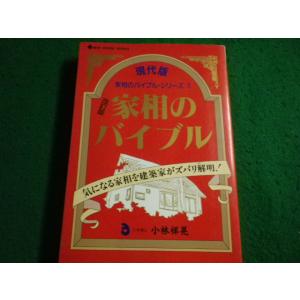 現代版
家相のバイブル・シリーズ1
家相の
バイブル
気になる家相を建築家がズバリ解明!
小林祥晃